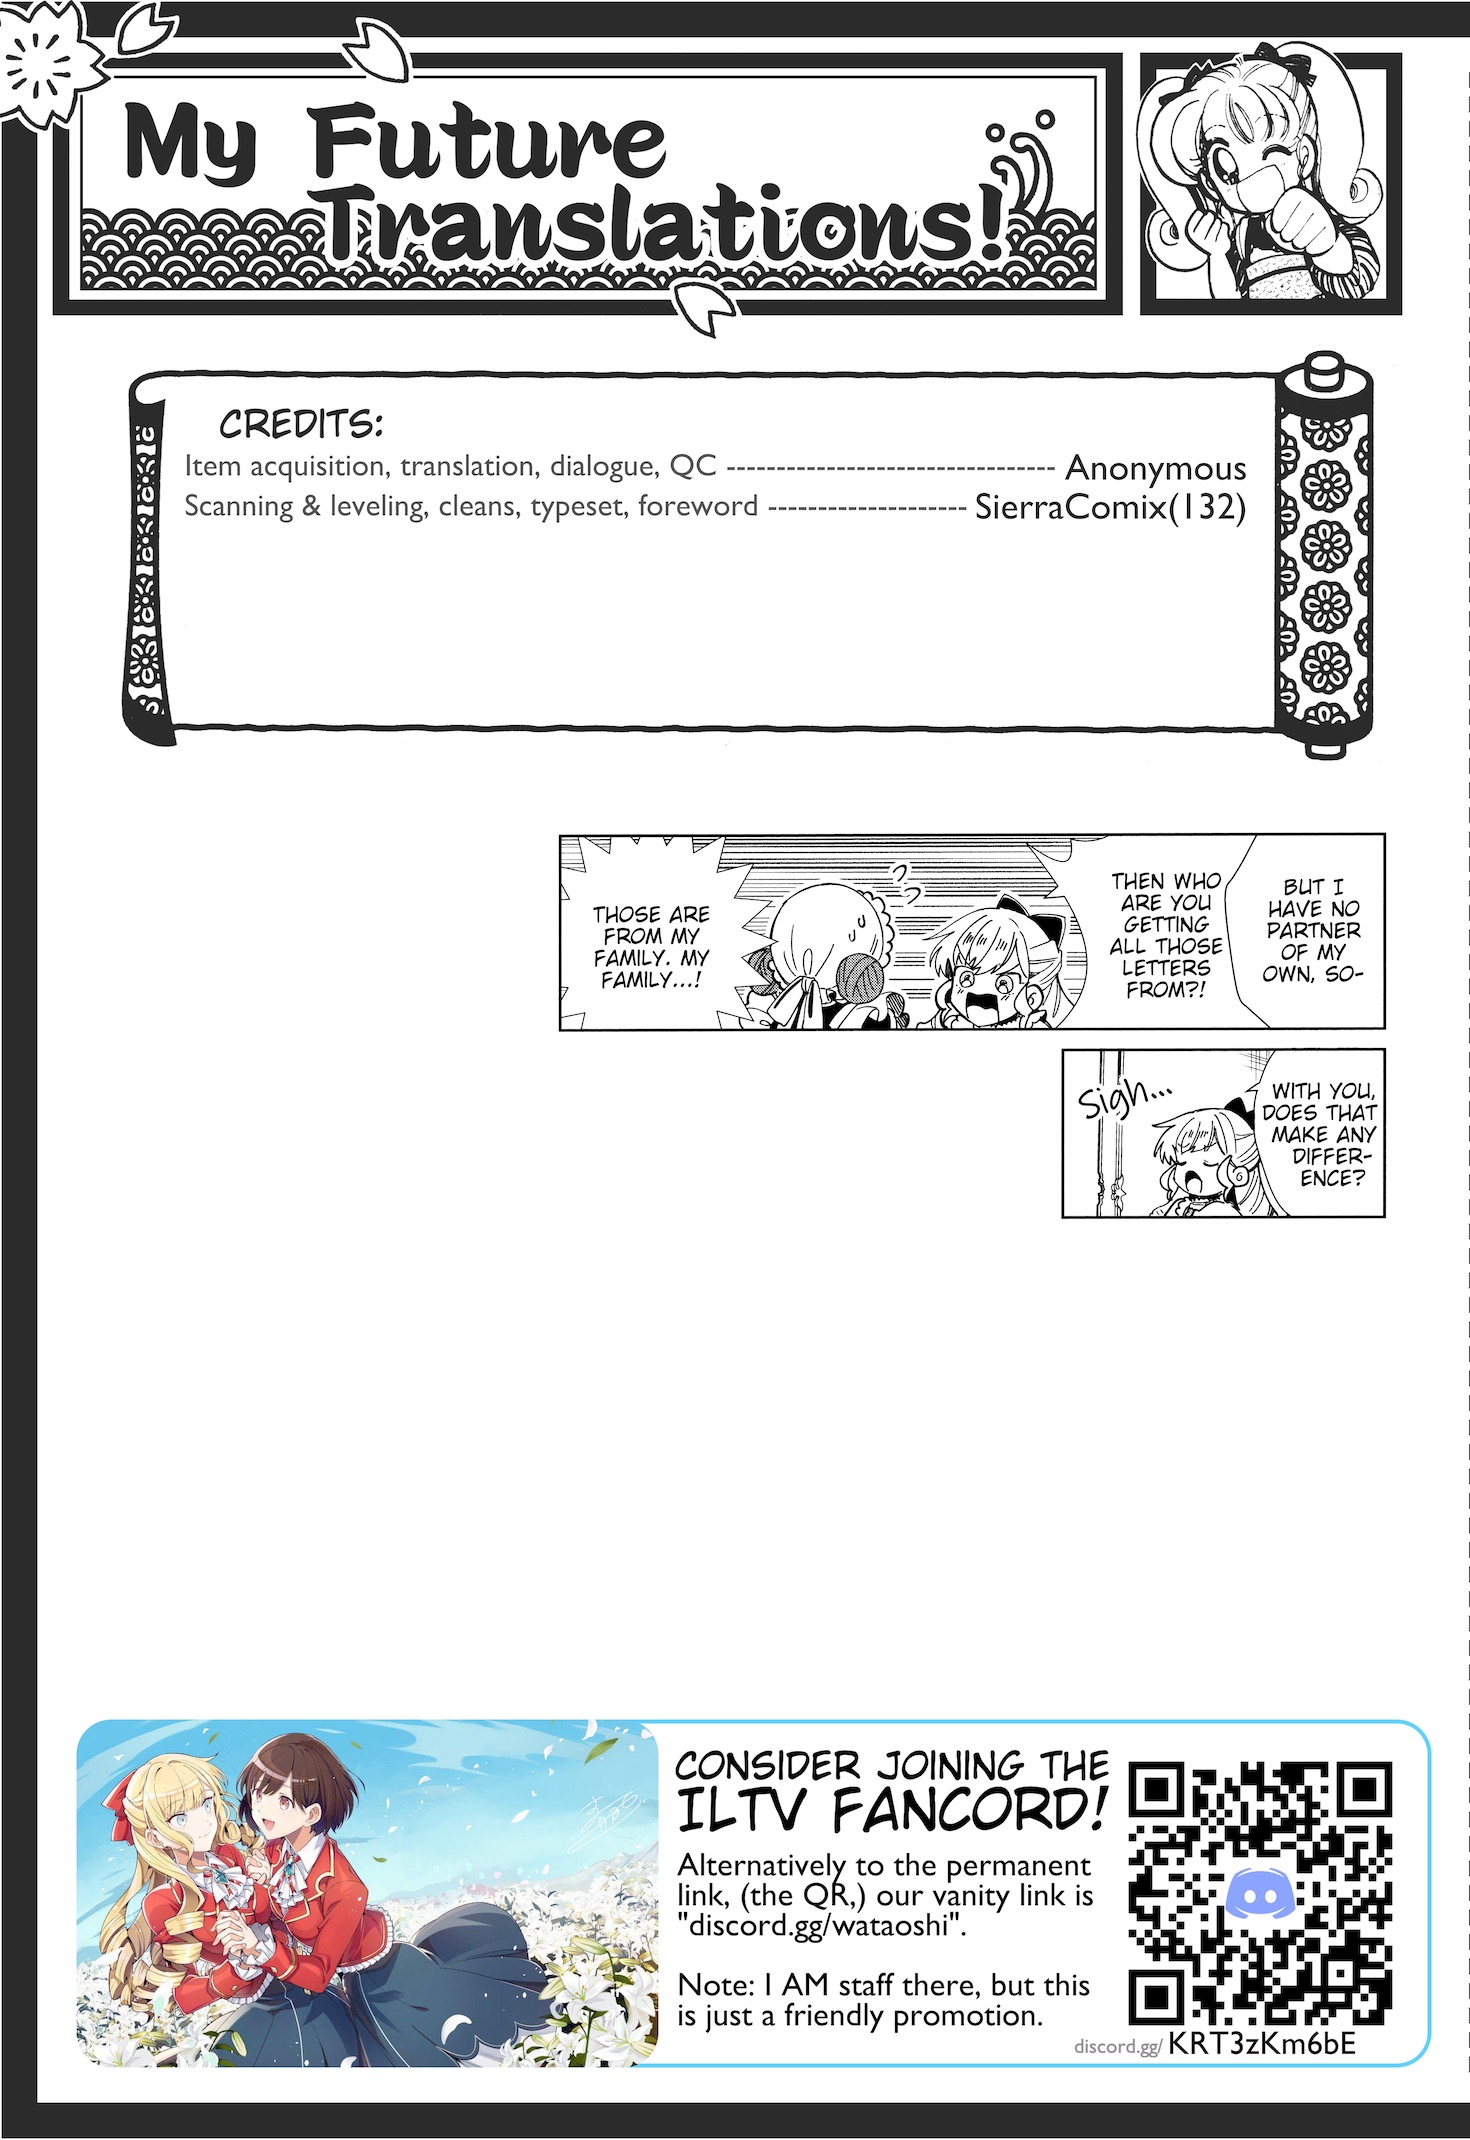 My Future
Translations!
CREDITS:
Item acquisition, translation, dialogue, QC --------------------------------- Anonymous
Scanning & leveling, cleans, typeset, foreword -------------------- SierraComix(132)
BUT I
HAVE NO
PARTNER
OF MY
OWN, SO-
THEN WHO
ARE YOU
GETTING
ALL THOSE
LETTERS
FROM?!
THOSE ARE
FROM MY
FAMILY. MY
FAMILY...!
WITH YOU,
DOES THAT
MAKE ANY
DIFFER-
ENCE?
Sigh...
CONSIDER JOINING THE
ILTV FANCORD!
Alternatively to the permanent
link, (the QR,) our vanity link is
"discord.gg/wataoshi".
Note: I AM staff there, but this
is just a friendly promotion.
discord.gg/KRT3zKm6bE